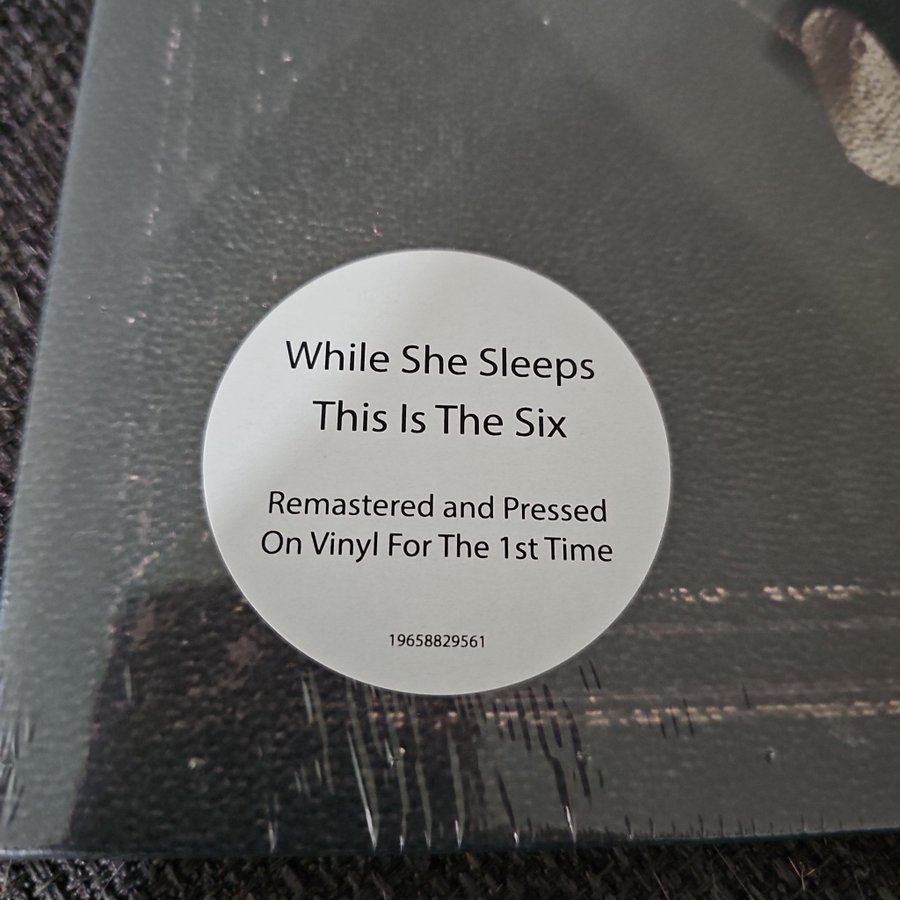 While She Sleeps
This Is The Six
Remastered and Pressed
On Vinyl For The 1st Time
19658829561